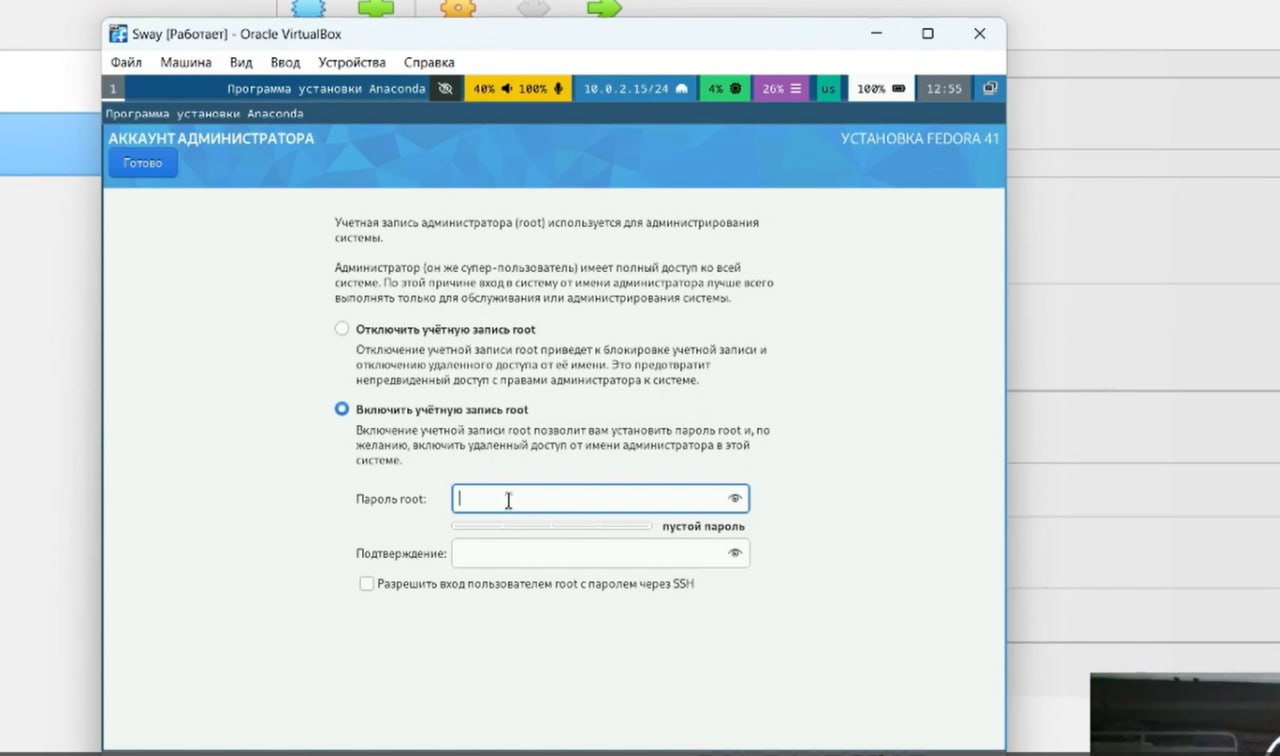 Sway [Работает] - Oracle VirtualBox
Файл Машина Вид Ввод Устройства Справка
1 Программа установки Anaconda 40% 100% 10.0.2.15/24 4% 26% us 100% 12:55
Программа установки Anaconda
АККАУНТ АДМИНИСТРАТОРА УСТАНОВКА FEDORA 41
Готово
Учетная запись администратора (root) используется для администрирования
системы.
Администратор (он же супер-пользователь) имеет полный доступ ко всей
системе. По этой причине вход в систему от имени администратора лучше всего
выполнять только для обслуживания или администрирования системы.
Отключить учётную запись root
Отключение учетной записи root приведет к блокировке учетной записи и
отключению удаленного доступа от её имени. Это предотвратит
непредвиденный доступ с правами администратора к системе.
Включить учётную запись root
Включение учетной записи root позволит вам установить пароль root и, по
желанию, включить удаленный доступ от имени администратора в этой
системе.
Пароль root:
пустой пароль
Подтверждение:
Разрешить вход пользователем root с паролем через SSH